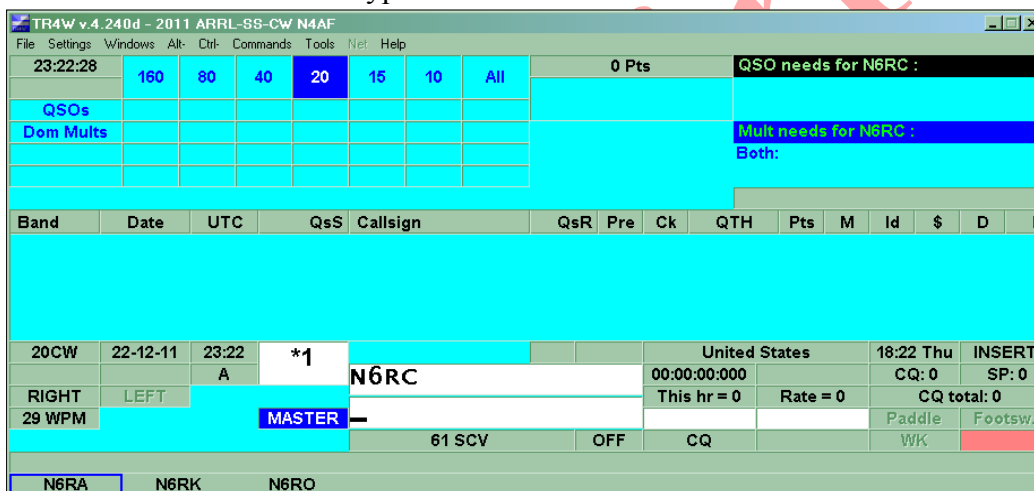 TR4W v.4.240d - 2011 ARRL-SS-CW N4AF
File Settings Windows Alt- Ctrl- Commands Tools Net Help
23:22:28 160 80 40 20 15 10 All 0 Pts QSO needs for N6RC :
QSOs
Dom Mults Mult needs for N6RC :
Both:
Band Date UTC QsS Callsign QsR Pre Ck QTH Pts M Id $ D
20CW 22-12-11 23:22 *1 United States 18:22 Thu INSERT
A N6RC 00:00:00:000 CQ: 0 SP: 0
RIGHT LEFT This hr = 0 Rate = 0 CQ total: 0
29 WPM MASTER Paddle Footsw.
61 SCV OFF CQ WK
N6RA N6RK N6RO